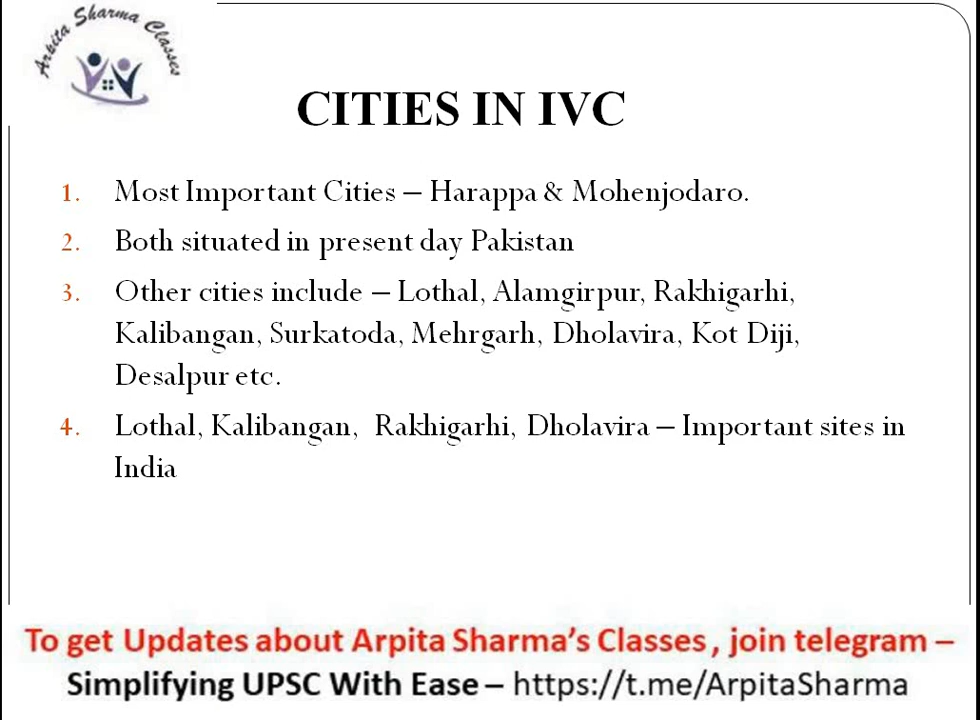 Arpita Sharma Classes
CITIES IN IVC
1. Most Important Cities – Harappa & Mohenjodaro.
2. Both situated in present day Pakistan
3. Other cities include – Lothal, Alamgirpur, Rakhigarhi,
Kalibangan, Surkatoda, Mehrgarh, Dholavira, Kot Diji,
Desalpur etc.
4. Lothal, Kalibangan, Rakhigarhi, Dholavira – Important sites in
India
To get Updates about Arpita Sharma's Classes, join telegram –
Simplifying UPSC With Ease – https://t.me/ArpitaSharma